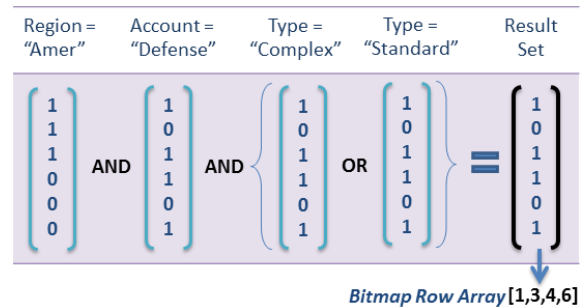 Region = Account = Type = Type = Result
"Amer" "Defense" "Complex" "Standard" Set
1 1 1 1 1
1 0 0 0 0
1 AND 1 AND 1 OR 1 = 1
0 1 1 1 1
0 0 0 0 0
0 1 1 1 1
Bitmap Row Array [1,3,4,6]